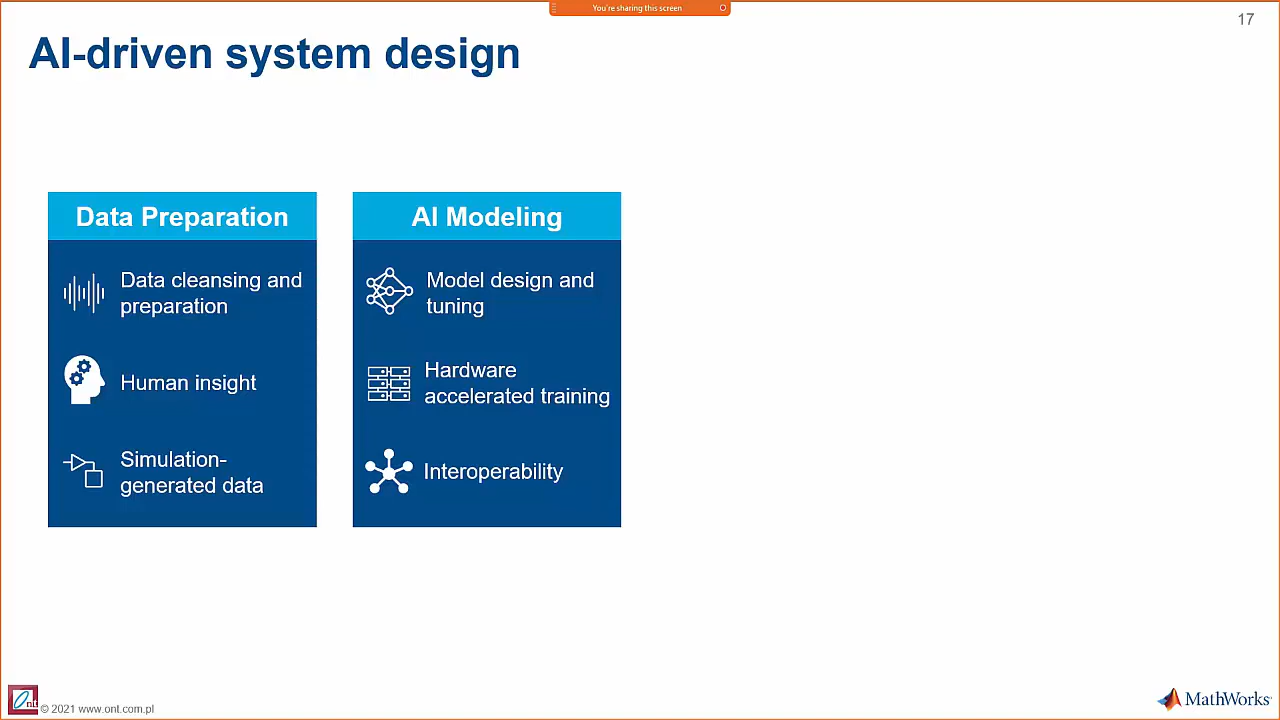 You're sharing this screen
17
AI-driven system design
Data Preparation
Data cleansing and
preparation
Human insight
Simulation-
generated data
AI Modeling
Model design and
tuning
Hardware
accelerated training
Interoperability
Ont
© 2021 www.ont.com.pl
MathWorks®